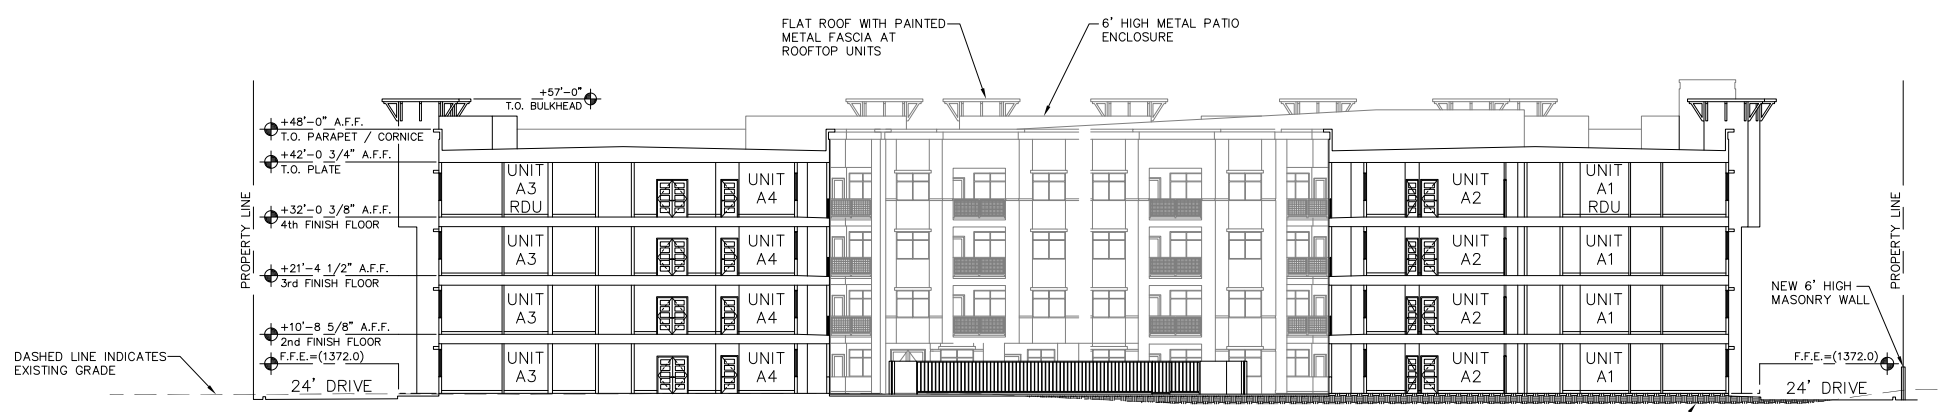 FLAT ROOF WITH PAINTED
METAL FASCIA AT
ROOFTOP UNITS
6' HIGH METAL PATIO
ENCLOSURE
+57'-0"
T.O. BULKHEAD
+48'-0" A.F.F.
T.O. PARAPET / CORNICE
+42'-0 3/4" A.F.F.
T.O. PLATE
+32'-0 3/8" A.F.F.
4th FINISH FLOOR
+21'-4 1/2" A.F.F.
3rd FINISH FLOOR
+10'-8 5/8" A.F.F.
2nd FINISH FLOOR
F.F.E.=(1372.0)
PROPERTY LINE
DASHED LINE INDICATES
EXISTING GRADE
24' DRIVE
UNIT
A3
RDU
UNIT
A4
UNIT
A2
UNIT
A1
RDU
UNIT
A3
UNIT
A4
UNIT
A2
UNIT
A1
UNIT
A3
UNIT
A4
UNIT
A2
UNIT
A1
UNIT
A3
UNIT
A4
UNIT
A2
UNIT
A1
PROPERTY LINE
NEW 6' HIGH
MASONRY WALL
F.F.E.=(1372.0)
24' DRIVE